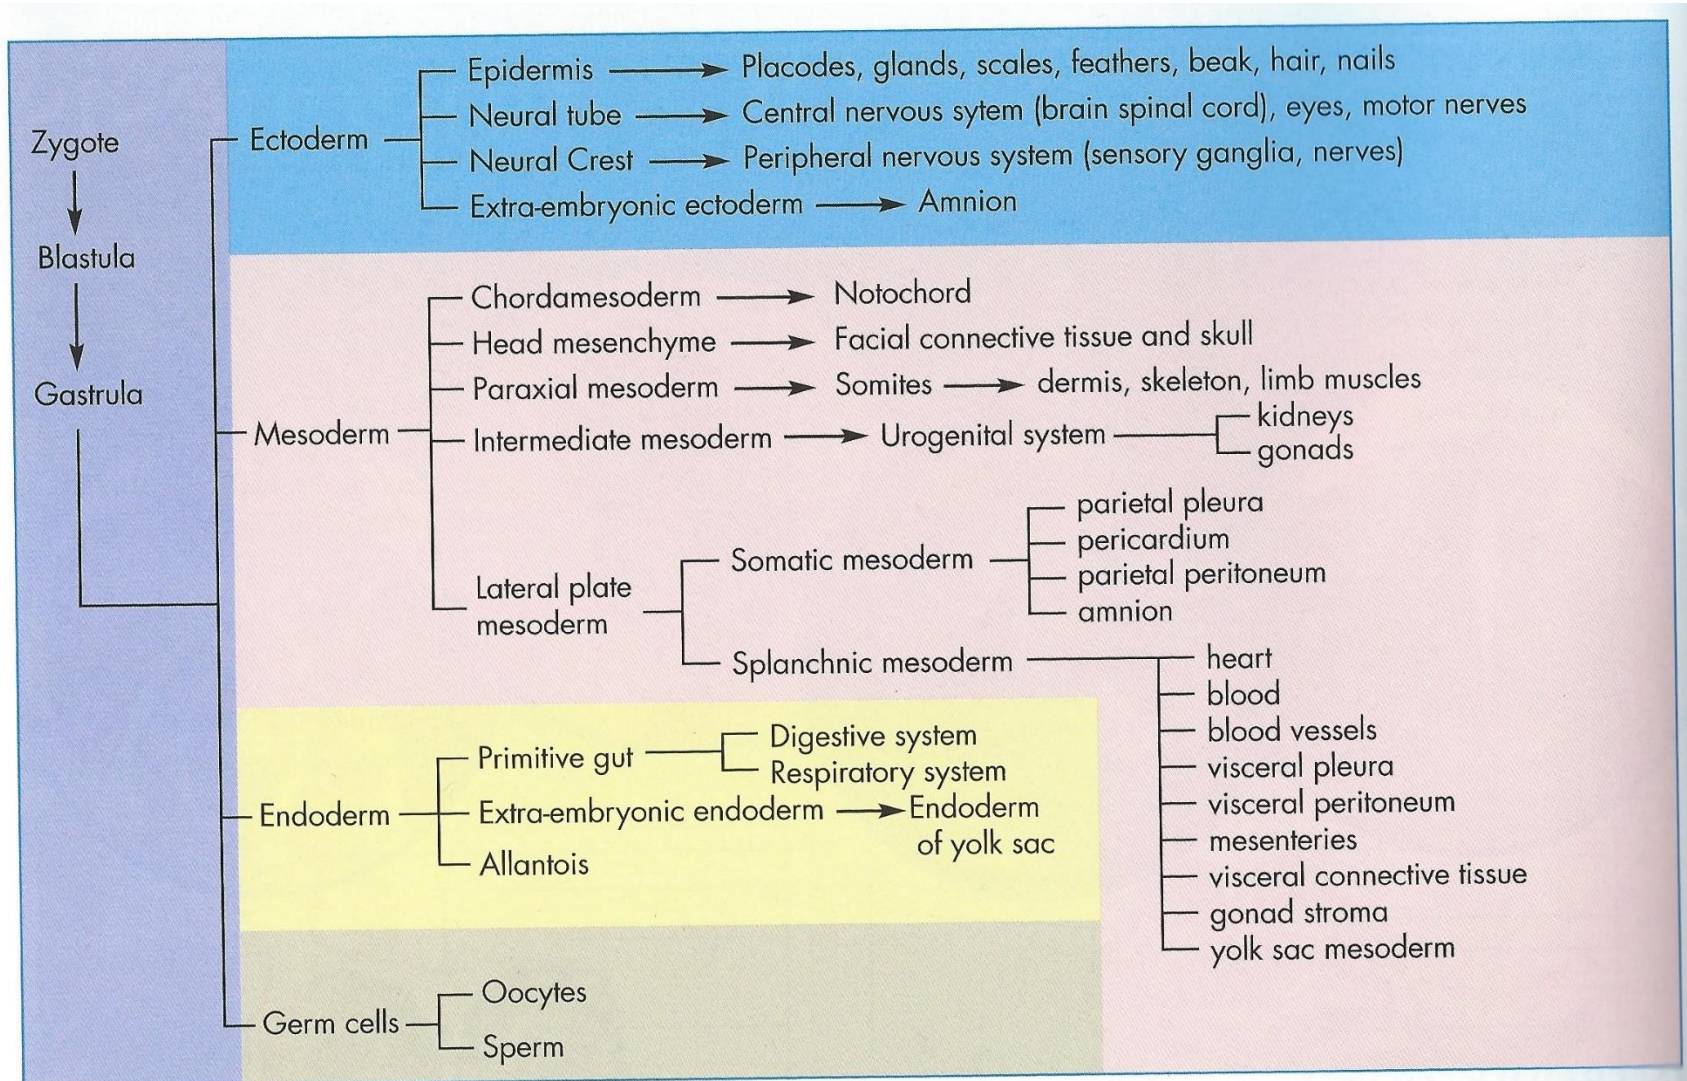 Zygote
Blastula
Gastrula
Ectoderm
Epidermis Placodes, glands, scales, feathers, beak, hair, nails
Neural tube Central nervous sytem (brain spinal cord), eyes, motor nerves
Neural Crest Peripheral nervous system (sensory ganglia, nerves)
Extra-embryonic ectoderm Amnion
Mesoderm
Chordamesoderm Notochord
Head mesenchyme Facial connective tissue and skull
Paraxial mesoderm Somites dermis, skeleton, limb muscles
Intermediate mesoderm Urogenital system
kidneys
gonads
Lateral plate
mesoderm
Somatic mesoderm
parietal pleura
pericardium
parietal peritoneum
amnion
Splanchnic mesoderm
heart
blood
blood vessels
visceral pleura
visceral peritoneum
mesenteries
visceral connective tissue
gonad stroma
yolk sac mesoderm
Endoderm
Primitive gut
Digestive system
Respiratory system
Extra-embryonic endoderm Endoderm
of yolk sac
Allantois
Germ cells
Oocytes
Sperm